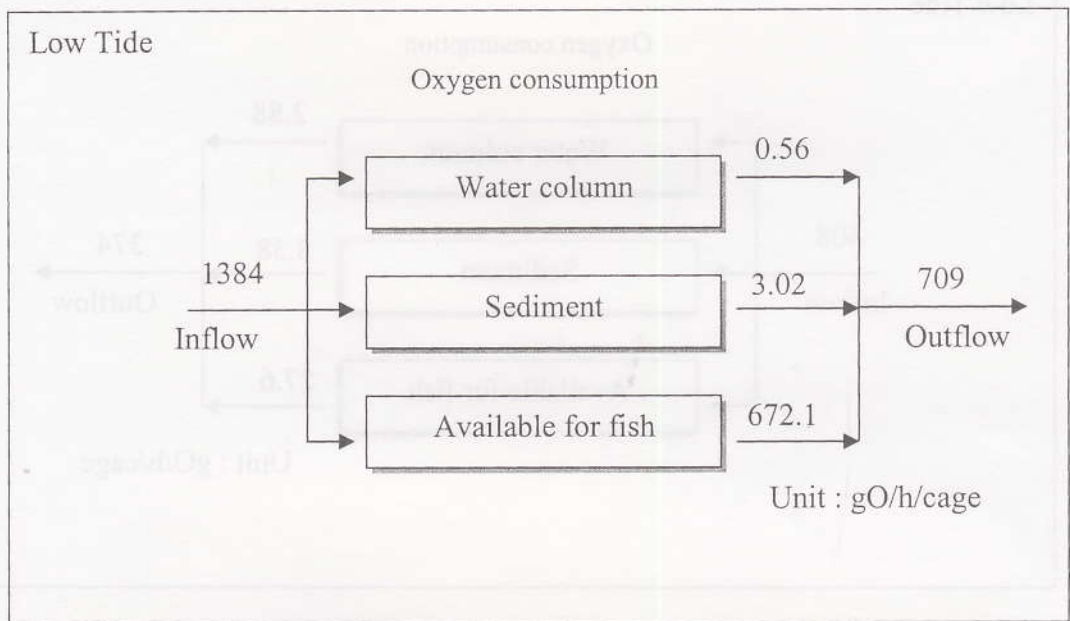 Low Tide
Oxygen consumption
Water column
0.56
1384
Inflow
Sediment
3.02
709
Outflow
Available for fish
672.1
Unit : gO/h/cage